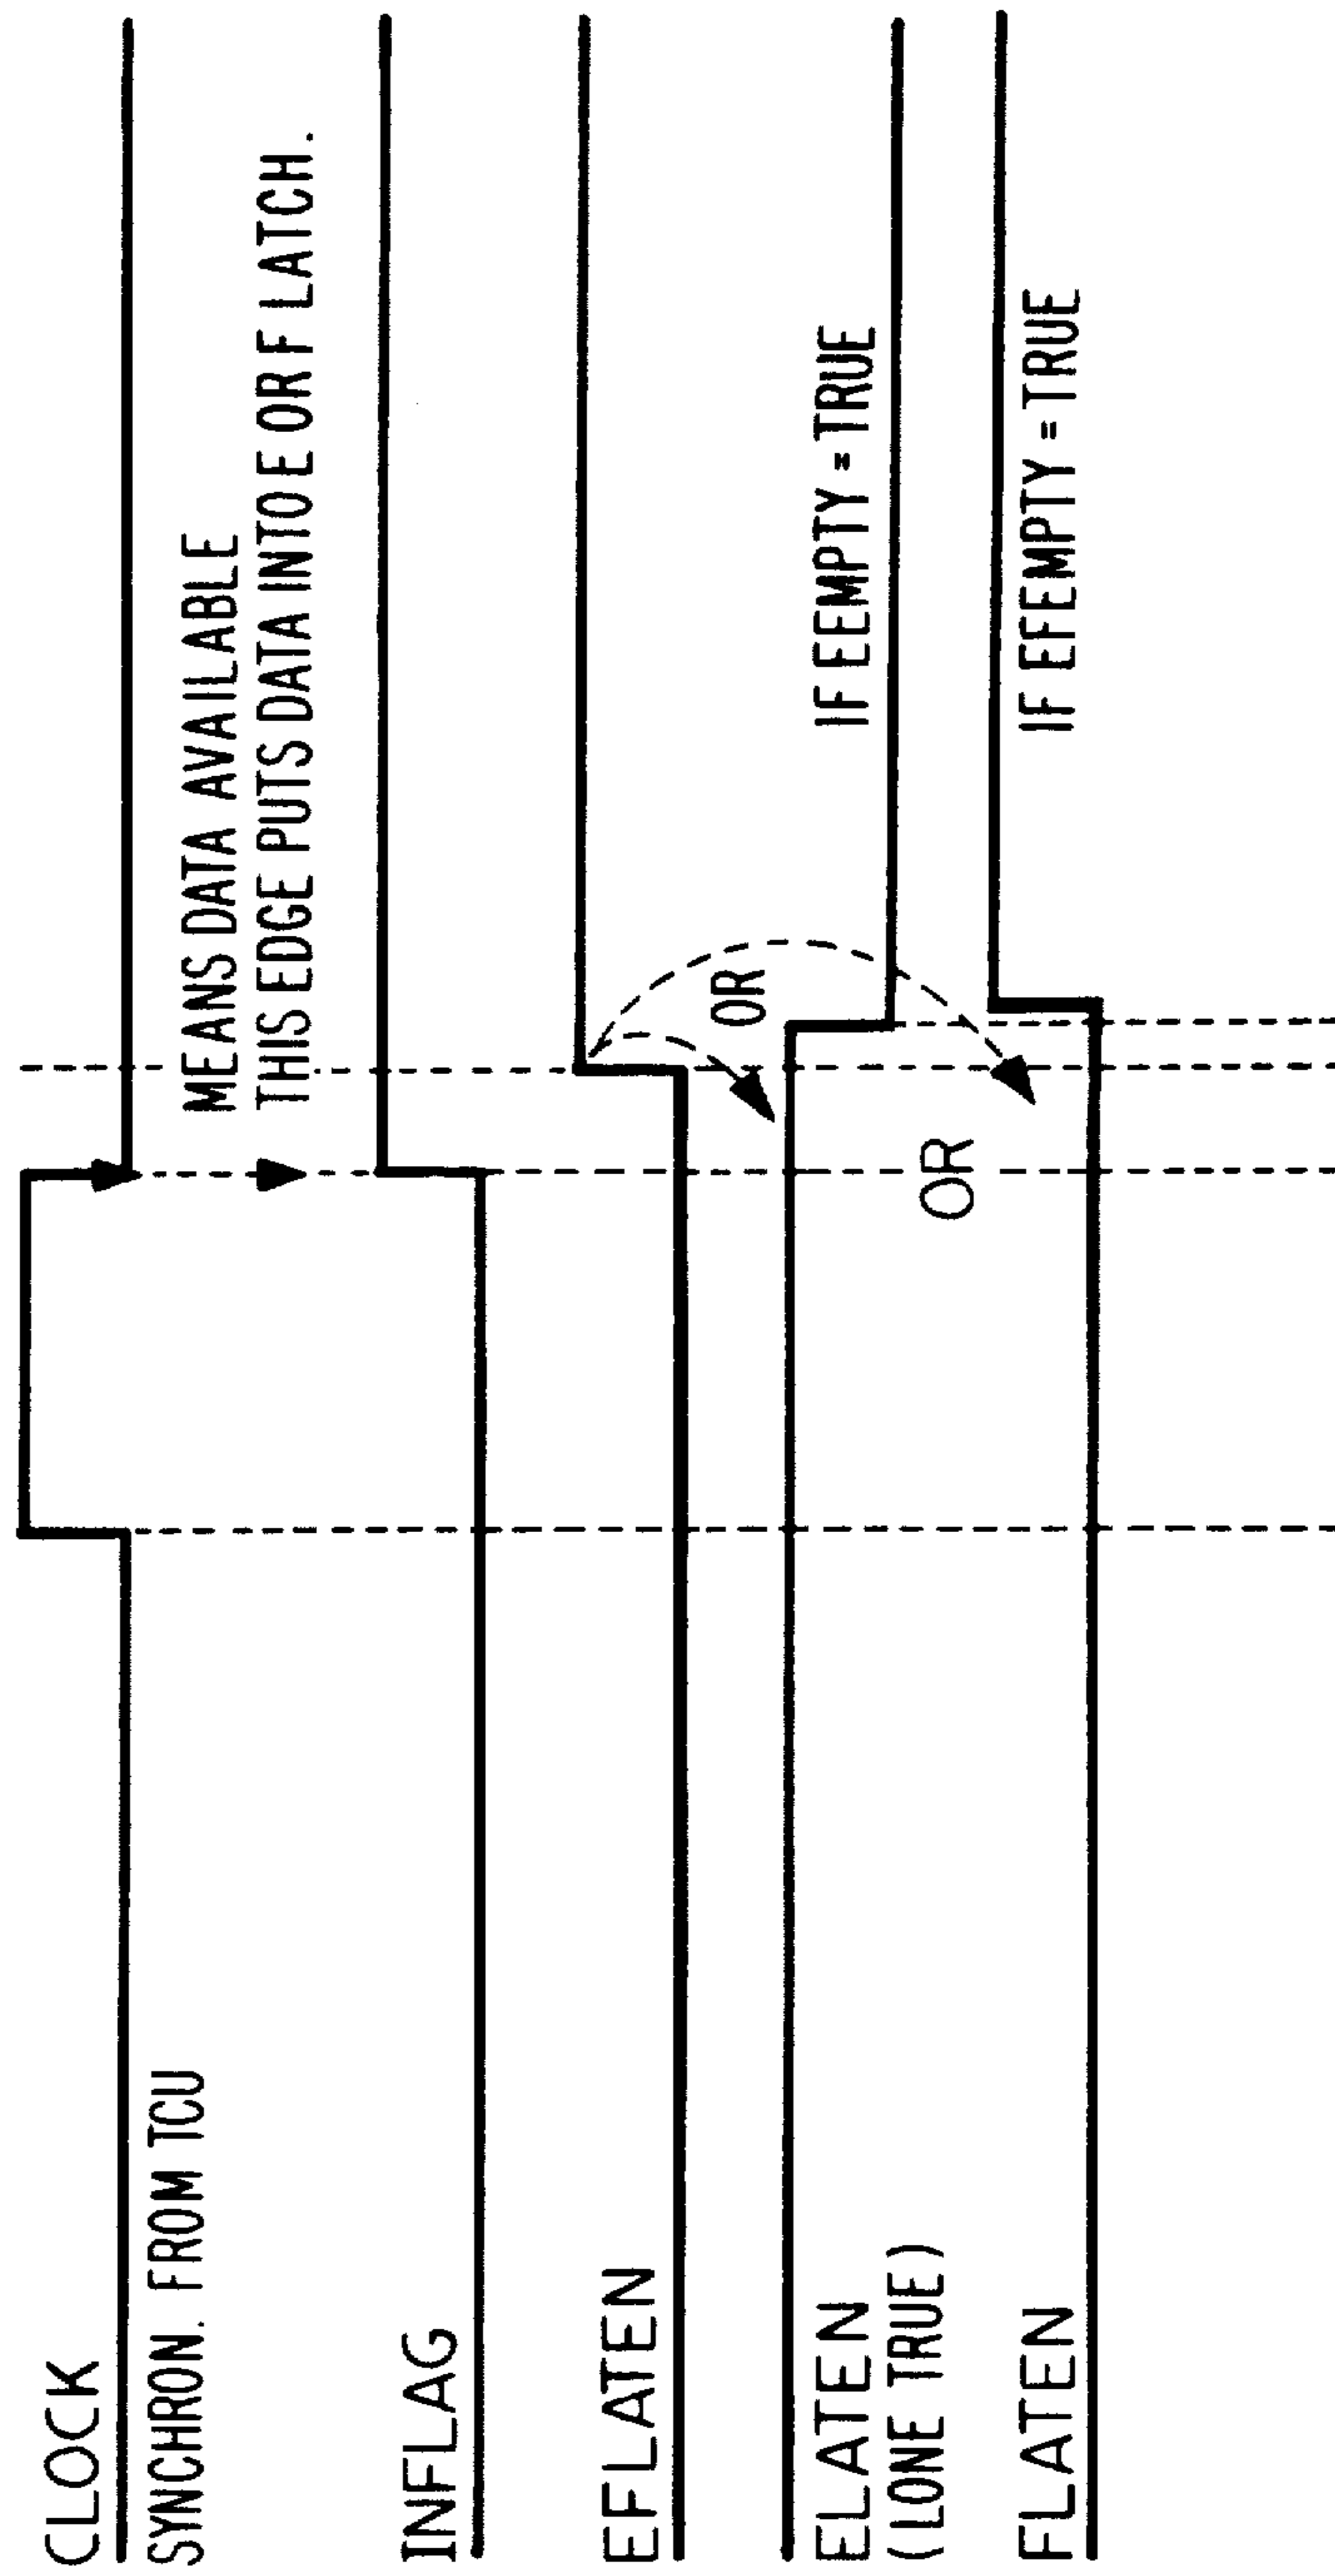 CLOCK
SYNCHRON. FROM TCU
MEANS DATA AVAILABLE
THIS EDGE PUTS DATA INTO E OR F LATCH.
INFLAG
EFLATEN
OR
ELATEN
(LONE TRUE)
IF EEMPTY = TRUE
OR
FLATEN
IF EFEMPTY = TRUE